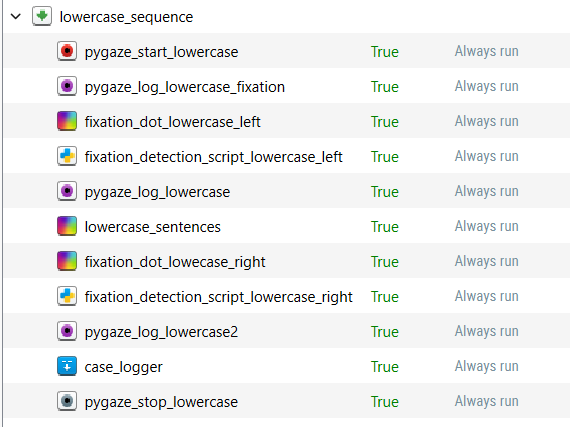 lowercase_sequence
pygaze_start_lowercase True Always run
pygaze_log_lowercase_fixation True Always run
fixation_dot_lowercase_left True Always run
fixation_detection_script_lowercase_left True Always run
pygaze_log_lowercase True Always run
lowercase_sentences True Always run
fixation_dot_lowecase_right True Always run
fixation_detection_script_lowercase_right True Always run
pygaze_log_lowercase2 True Always run
case_logger True Always run
pygaze_stop_lowercase True Always run